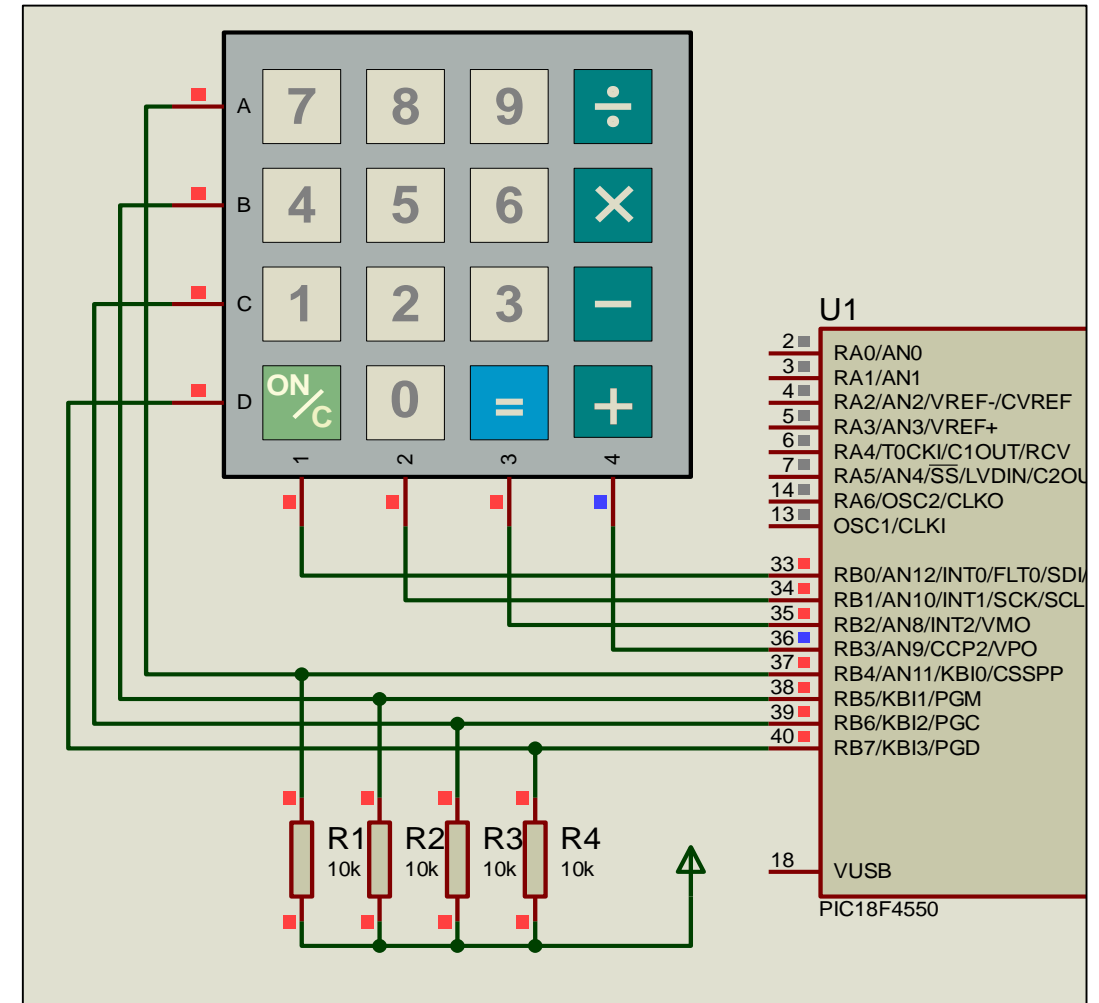 A
7 8 9 ÷
B
4 5 6 ×
C
1 2 3 −
D
ON/C 0 = +
1 2 3 4
U1
2 RA0/AN0
3 RA1/AN1
4 RA2/AN2/VREF-/CVREF
5 RA3/AN3/VREF+
6 RA4/T0CKI/C1OUT/RCV
7 RA5/AN4/SS/LVDIN/C2OU
14 RA6/OSC2/CLKO
13 OSC1/CLKI
33 RB0/AN12/INT0/FLT0/SDI/
34 RB1/AN10/INT1/SCK/SCL
35 RB2/AN8/INT2/VMO
36 RB3/AN9/CCP2/VPO
37 RB4/AN11/KBI0/CSSPP
38 RB5/KBI1/PGM
39 RB6/KBI2/PGC
40 RB7/KBI3/PGD
18 VUSB
PIC18F4550
R1 R2 R3 R4
10k 10k 10k 10k